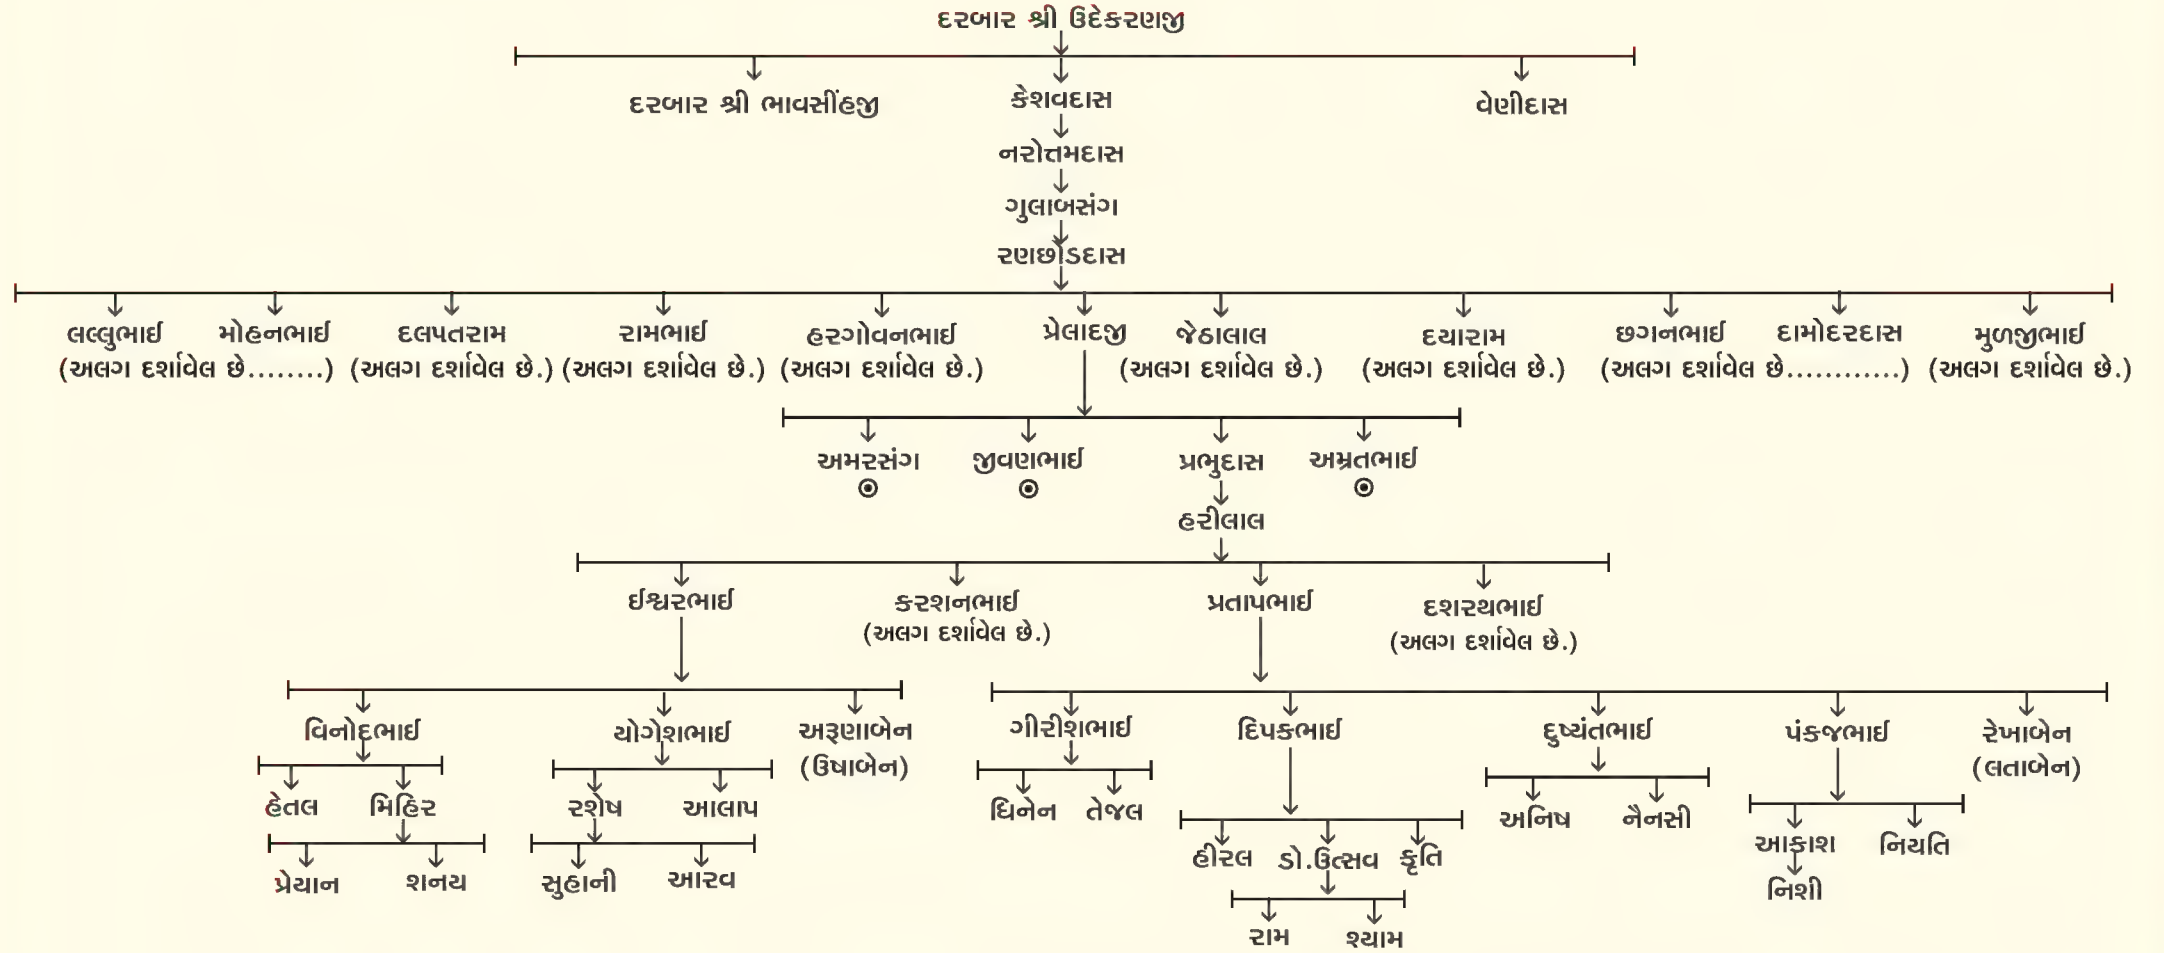 દરબાર શ્રી ઉદેકરણજી
દરબાર શ્રી ભાવસીંહજી કેશવદાસ વેણીદાસ
નરોત્તમદાસ
ગુલાબસંગ
રણછોડદાસ
લલ્લુભાઈ મોહનભાઈ દલપતરામ રામભાઈ હરગોવનભાઈ પ્રેલાદજી જેઠાલાલ દયારામ છગનભાઈ દામોદરદાસ મુળજીભાઈ
(અલગ દર્શાવેલ છે........) (અલગ દર્શાવેલ છે.) (અલગ દર્શાવેલ છે.) (અલગ દર્શાવેલ છે.) (અલગ દર્શાવેલ છે.) (અલગ દર્શાવેલ છે.) (અલગ દર્શાવેલ છે............) (અલગ દર્શાવેલ છે.)
અમરસંગ જીવણભાઈ પ્રભુદાસ અમ્રતભાઈ
હરીલાલ
ઈશ્વરભાઈ કરશનભાઈ પ્રતાપભાઈ દશરથભાઈ
(અલગ દર્શાવેલ છે.) (અલગ દર્શાવેલ છે.)
વિનોદભાઈ યોગેશભાઈ અરૂણાબેન ગીરીશભાઈ દિપકભાઈ દુષ્યંતભાઈ પંકજભાઈ રેખાબેન
(ઉષાબેન) (લતાબેન)
હેતલ મિહિર રશેષ આલાપ ધિનેન તેજલ અનિષ નૈનસી
હીરલ ડો.ઉત્સવ કૃતિ આકાશ નિયતિ
પ્રેયાન શનય સુહાની આરવ નિશી
રામ શ્યામ